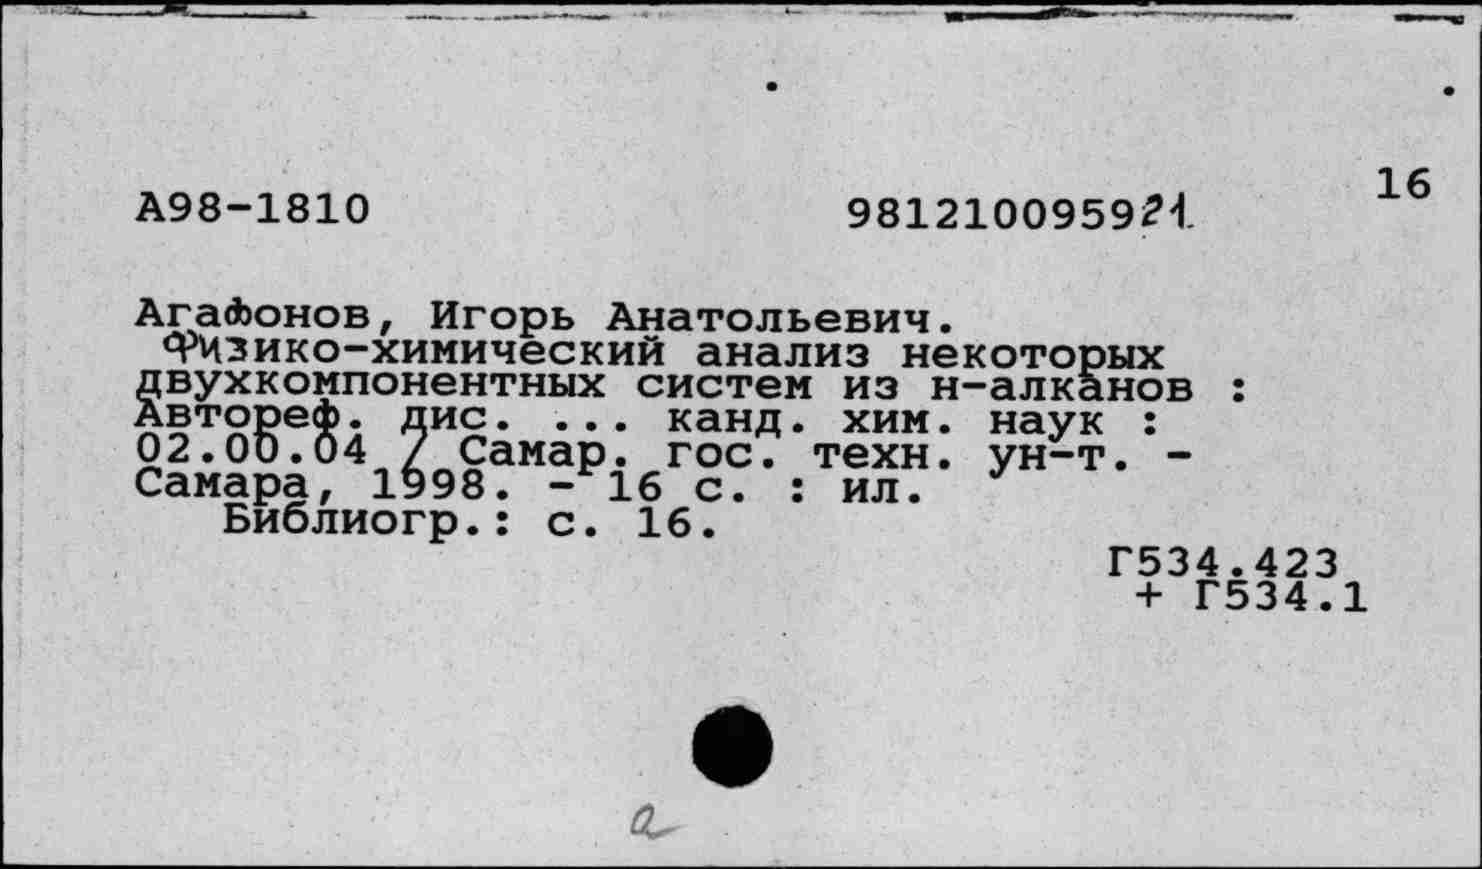 16
А98-1810 981210095921
Агафонов, Игорь Анатольевич.
Физико-химический анализ некоторых
двухкомпонентных систем из н-алканов :
Автореф. дис. ... канд. хим. наук :
02.00.04 / Самар. гос. техн. ун-т. -
Самара, 1998. - 16 с. : ил.
Библиогр.: с. 16.
Г534.423
+ Г534.1
а